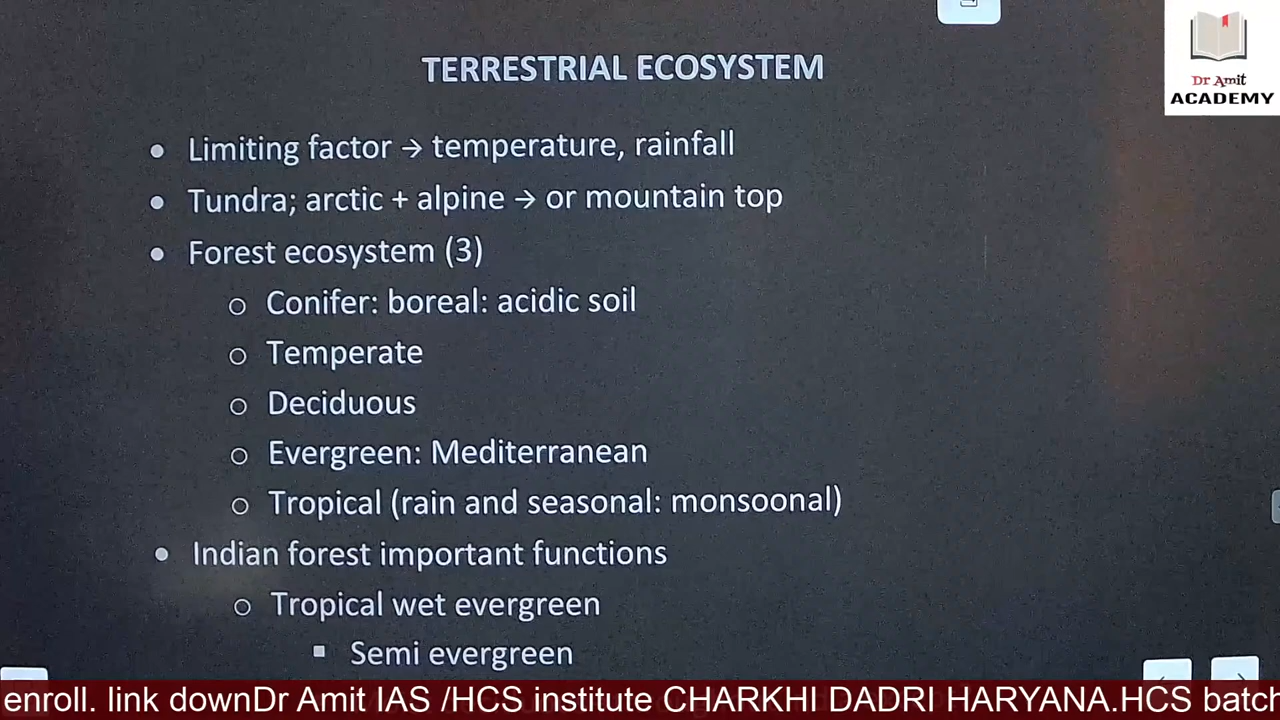 Dr Amit
ACADEMY
TERRESTRIAL ECOSYSTEM
• Limiting factor → temperature, rainfall
• Tundra; arctic + alpine → or mountain top
• Forest ecosystem (3)
o Conifer: boreal: acidic soil
o Temperate
o Deciduous
o Evergreen: Mediterranean
o Tropical (rain and seasonal: monsoonal)
• Indian forest important functions
o Tropical wet evergreen
▪ Semi evergreen
enroll. link downDr Amit IAS /HCS institute CHARKHI DADRI HARYANA.HCS batch